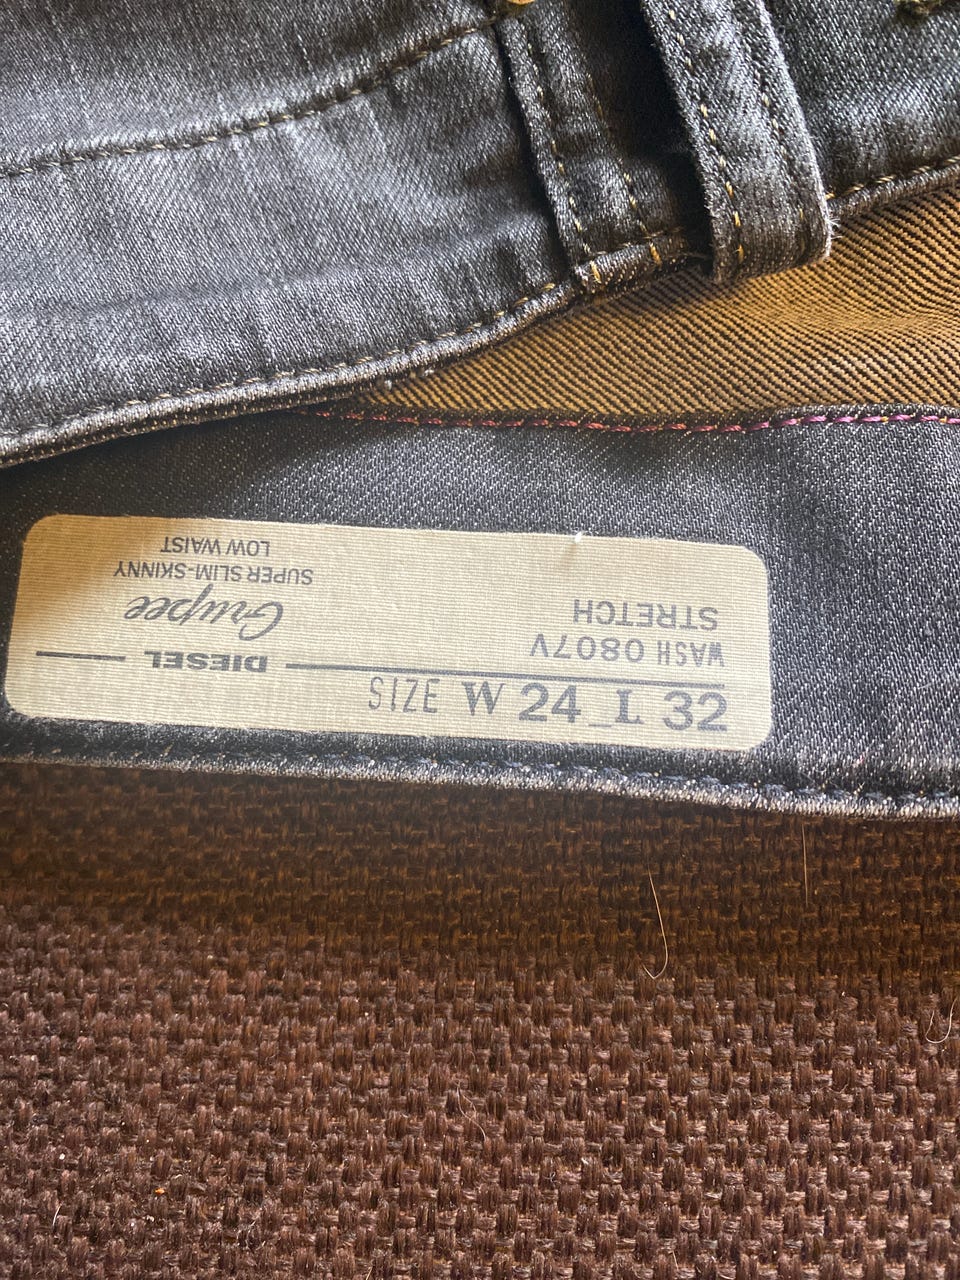 SIZE W 24 L 32
DIESEL
Grupee
SUPER SLIM-SKINNY
LOW WAIST
WASH 0807V
STRETCH